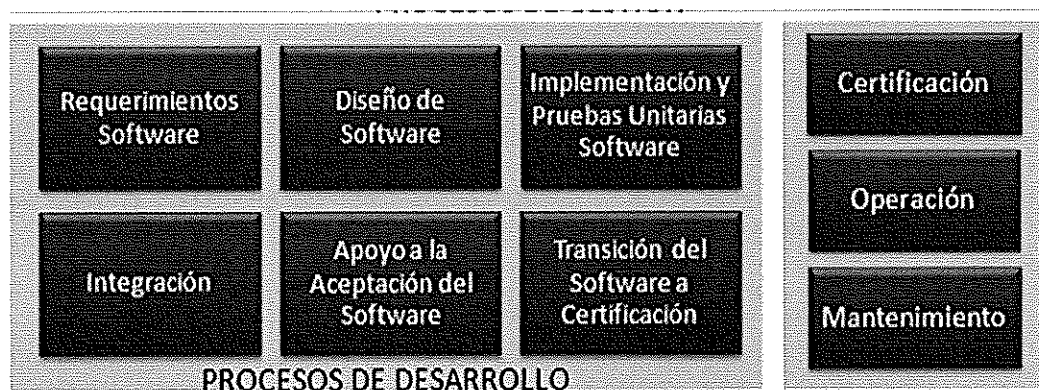 Requerimientos
Software
Diseño de
Software
Implementación y
Pruebas Unitarias
Software
Integración
Apoyo a la
Aceptación del
Software
Transición del
Software a
Certificación
PROCESOS DE DESARROLLO
Certificación
Operación
Mantenimiento